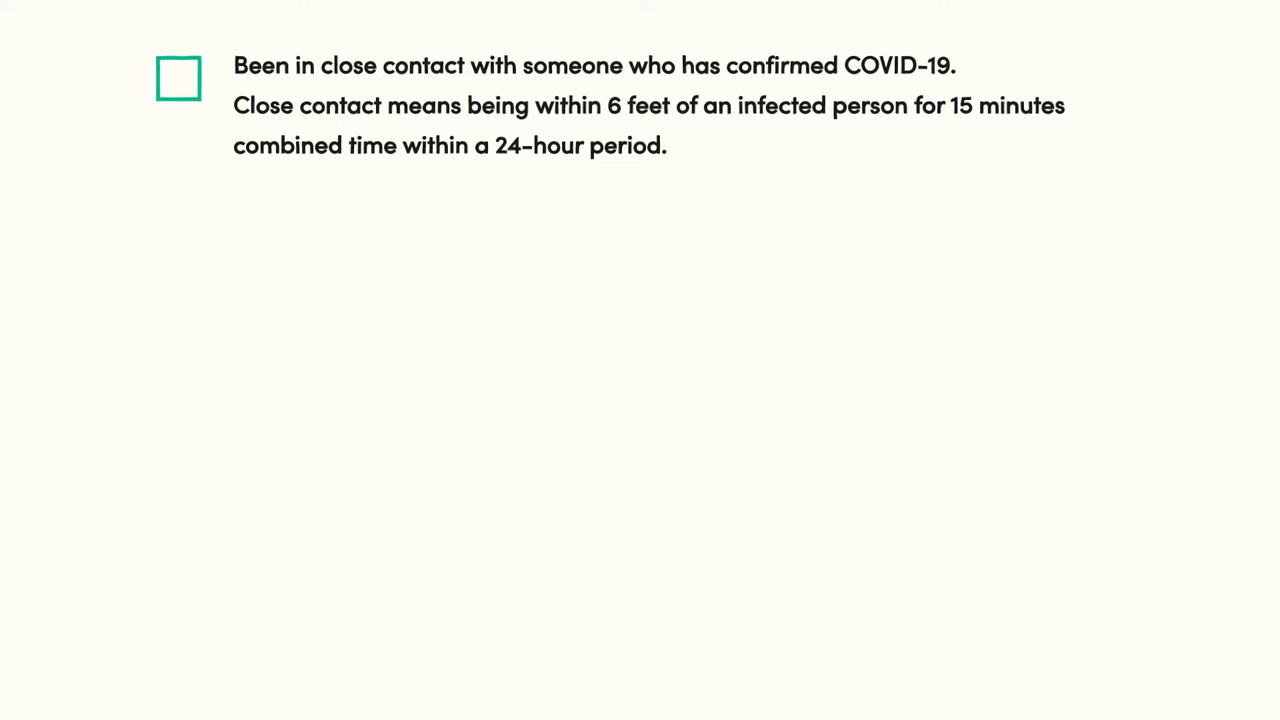 Been in close contact with someone who has confirmed COVID-19.
Close contact means being within 6 feet of an infected person for 15 minutes
combined time within a 24-hour period.